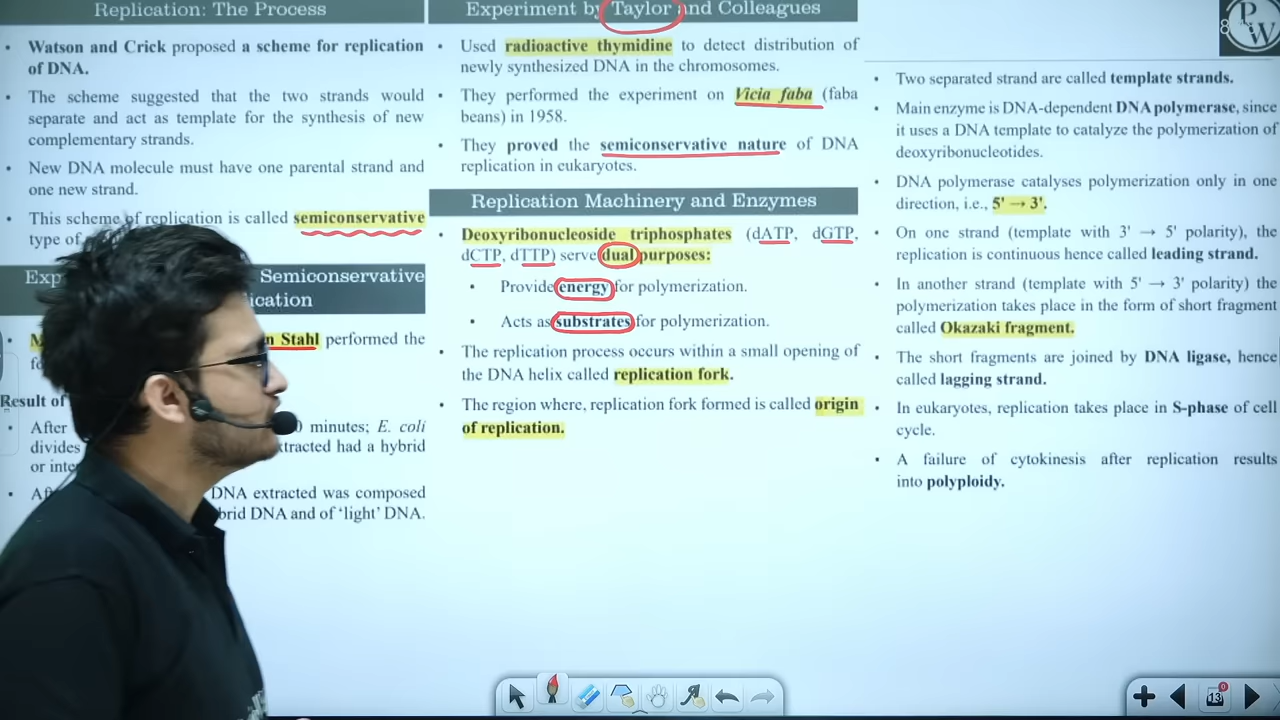 Replication: The Process
• Watson and Crick proposed a scheme for replication
of DNA.
• The scheme suggested that the two strands would
separate and act as template for the synthesis of new
complementary strands.
• New DNA molecule must have one parental strand and
one new strand.
• This scheme of replication is called semiconservative
type of
Semiconservative
• Stahl performed the
Result of
• After minutes; E. coli
divides had a hybrid
or
• DNA extracted was composed
DNA and of 'light' DNA.
Experiment by Taylor and Colleagues
• Used radioactive thymidine to detect distribution of
newly synthesized DNA in the chromosomes.
• They performed the experiment on Vicia faba (faba
beans) in 1958.
• They proved the semiconservative nature of DNA
replication in eukaryotes.
Replication Machinery and Enzymes
• Deoxyribonucleoside triphosphates (dATP, dGTP,
dCTP, dTTP) serve dual purposes:
• Provide energy for polymerization.
• Acts as substrates for polymerization.
• The replication process occurs within a small opening of
the DNA helix called replication fork.
• The region where, replication fork formed is called origin
of replication.
PW
• Two separated strand are called template strands.
• Main enzyme is DNA-dependent DNA polymerase, since
it uses a DNA template to catalyze the polymerization of
deoxyribonucleotides.
• DNA polymerase catalyses polymerization only in one
direction, i.e., 5' → 3'.
• On one strand (template with 3' → 5' polarity), the
replication is continuous hence called leading strand.
• In another strand (template with 5' → 3' polarity) the
polymerization takes place in the form of short fragment
called Okazaki fragment.
• The short fragments are joined by DNA ligase, hence
called lagging strand.
• In eukaryotes, replication takes place in S-phase of cell
cycle.
• A failure of cytokinesis after replication results
into polyploidy.
13
0